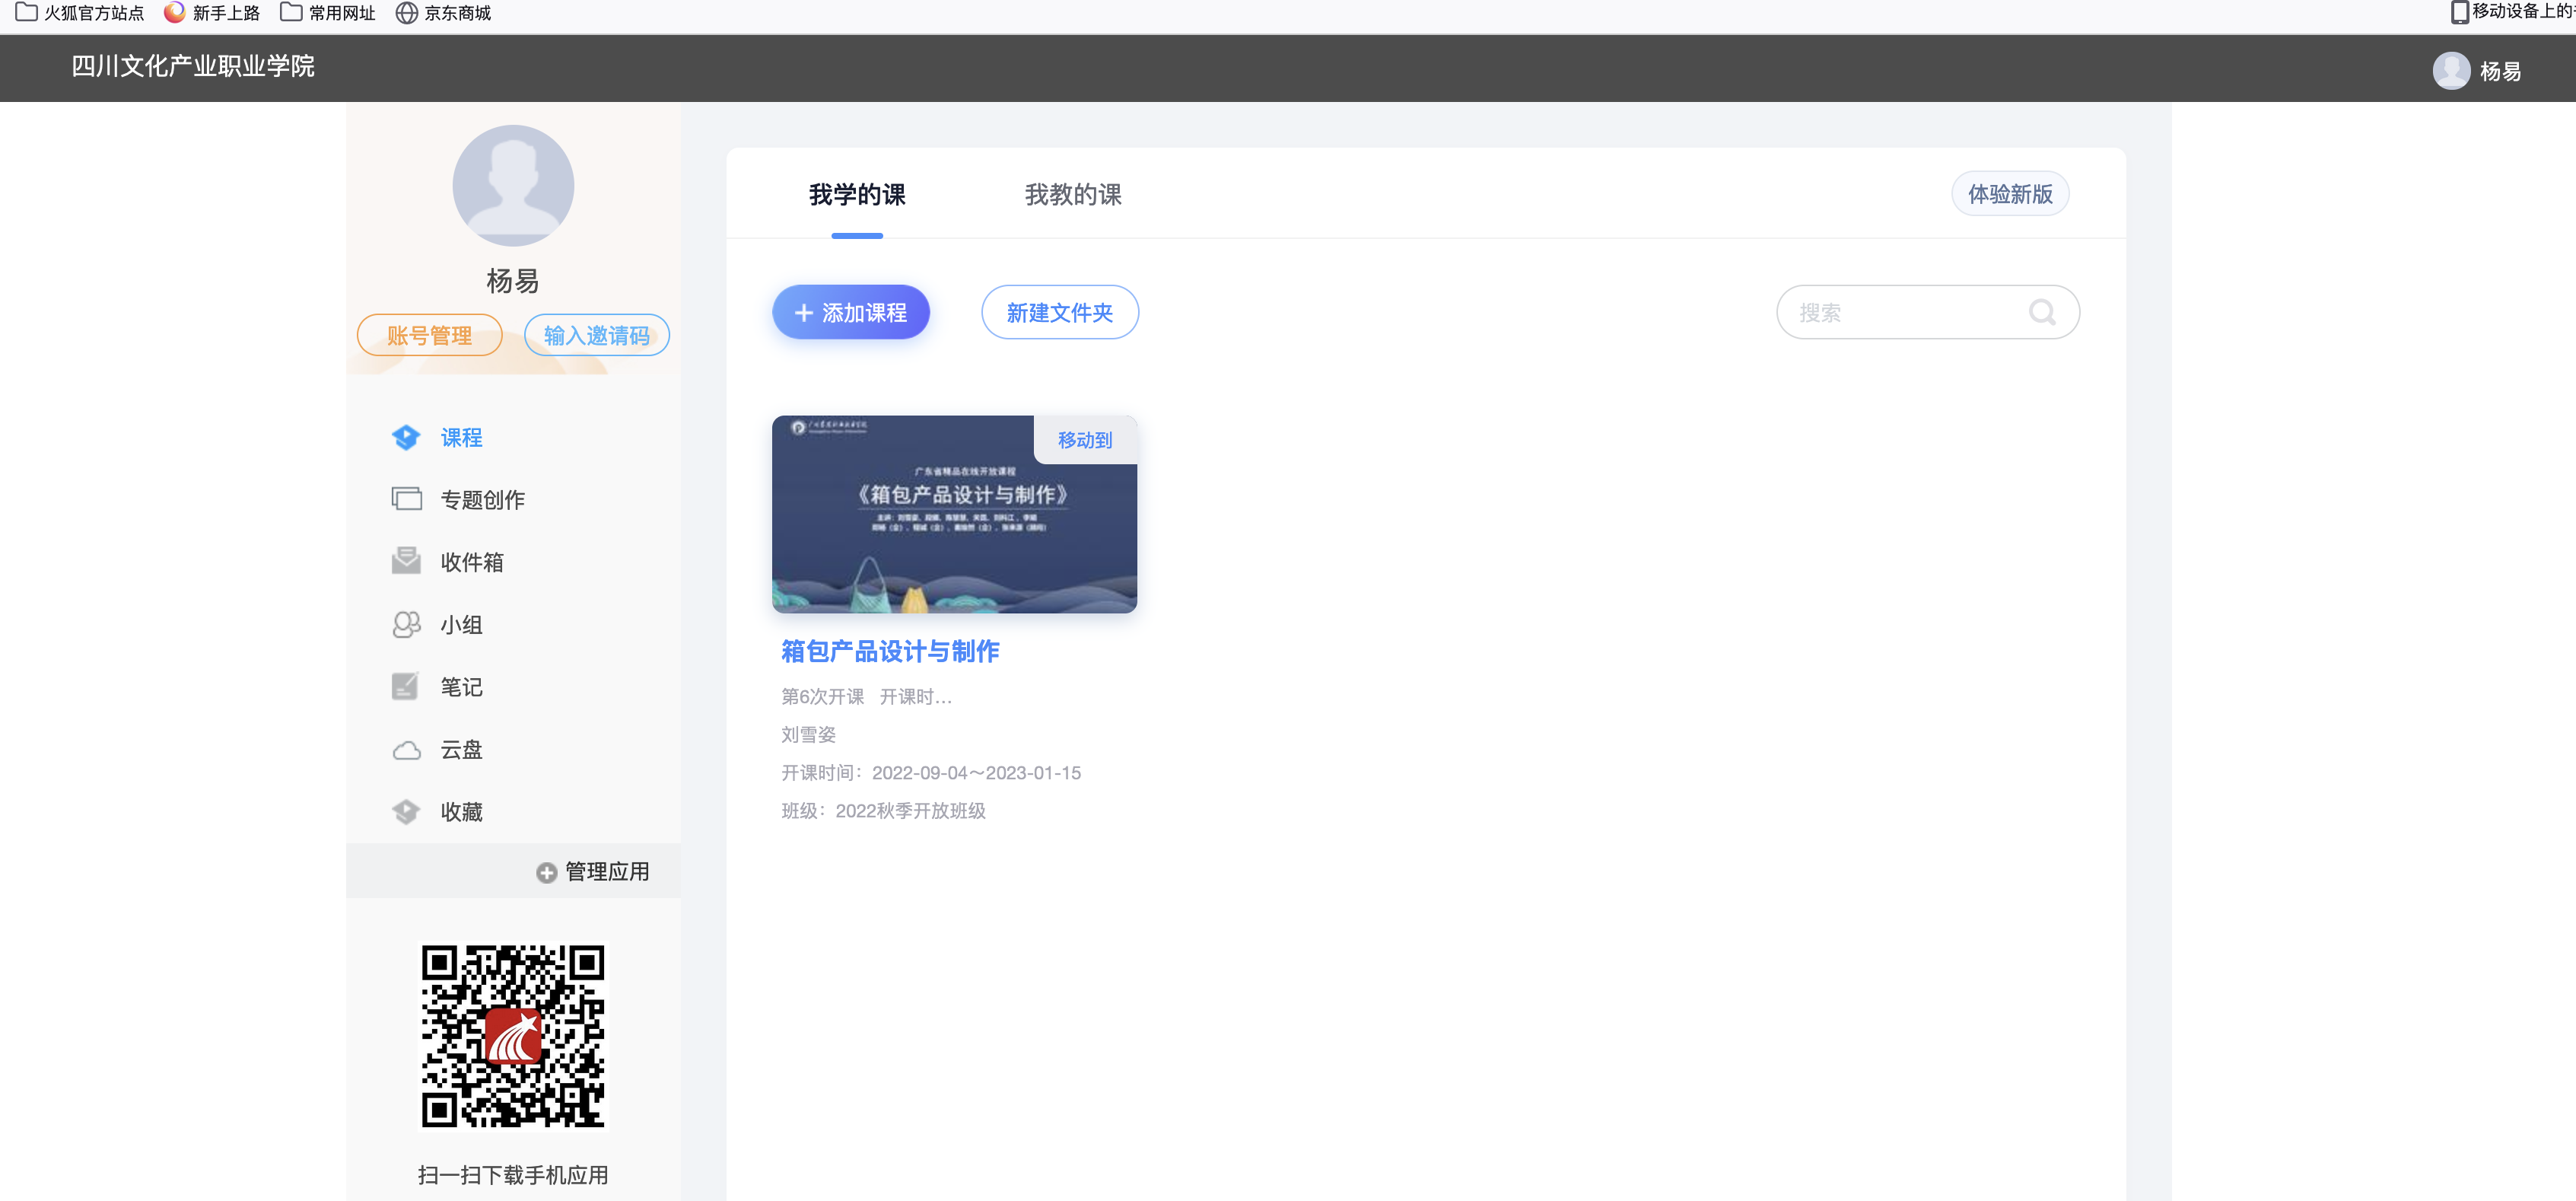 火狐官方站点 新手上路 常用网址 京东商城 移动设备上的
四川文化产业职业学院 杨易
杨易
账号管理 输入邀请码
课程
专题创作
收件箱
小组
笔记
云盘
收藏
管理应用
扫一扫下载手机应用
我学的课 我教的课 体验新版
添加课程 新建文件夹 搜索
移动到
广东省精品在线开放课程
《箱包产品设计与制作》
箱包产品设计与制作
第6次开课 开课时...
刘雪姿
开课时间：2022-09-04～2023-01-15
班级：2022秋季开放班级